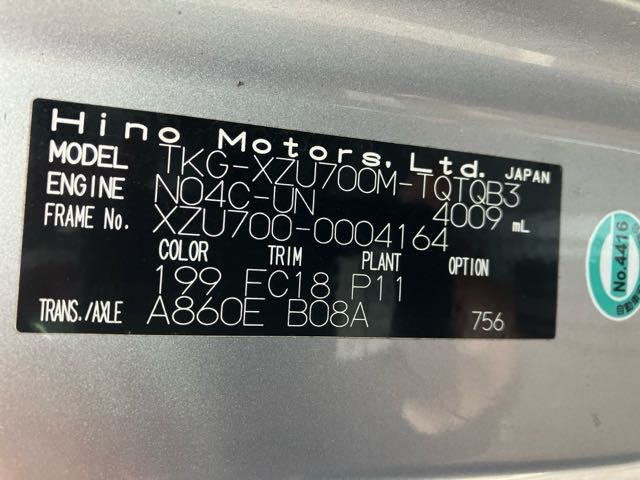 Hino Motors, Ltd. JAPAN
MODEL TKG-XZU700M-TQTQB3
ENGINE N04C-UN 4009 mL
FRAME No. XZU700-0004164
COLOR TRIM PLANT OPTION
199 FC18 P11
TRANS./AXLE A860E B08A 756
No.4416